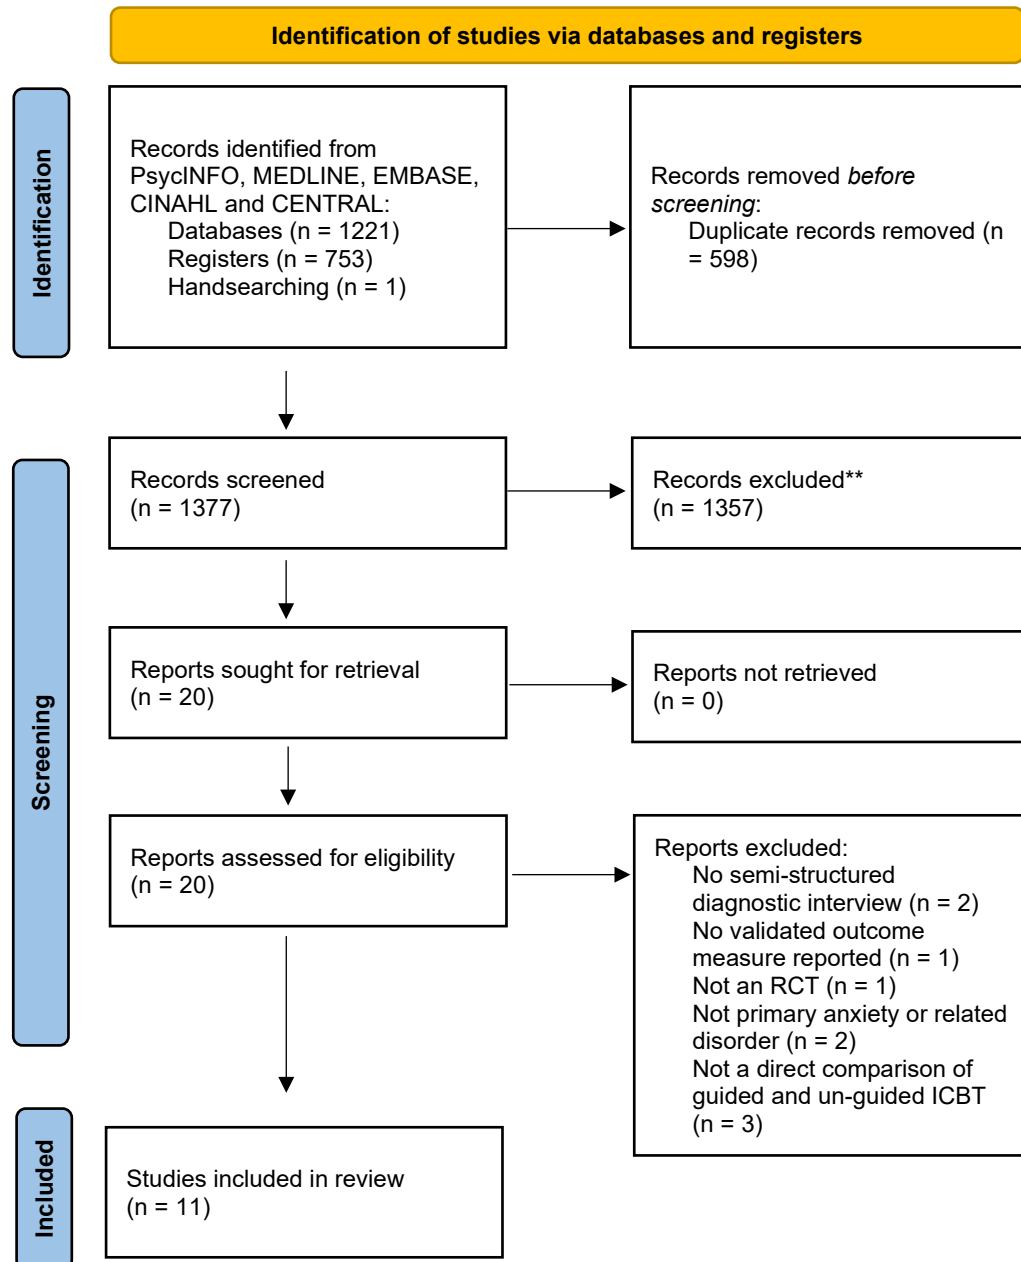 Identification of studies via databases and registers
Identification
Records identified from
PsycINFO, MEDLINE, EMBASE,
CINAHL and CENTRAL:
Databases (n = 1221)
Registers (n = 753)
Handsearching (n = 1)
Records removed before
screening:
Duplicate records removed (n
= 598)
Screening
Records screened
(n = 1377)
Records excluded**
(n = 1357)
Reports sought for retrieval
(n = 20)
Reports not retrieved
(n = 0)
Reports assessed for eligibility
(n = 20)
Reports excluded:
No semi-structured
diagnostic interview (n = 2)
No validated outcome
measure reported (n = 1)
Not an RCT (n = 1)
Not primary anxiety or related
disorder (n = 2)
Not a direct comparison of
guided and un-guided ICBT
(n = 3)
Included
Studies included in review
(n = 11)